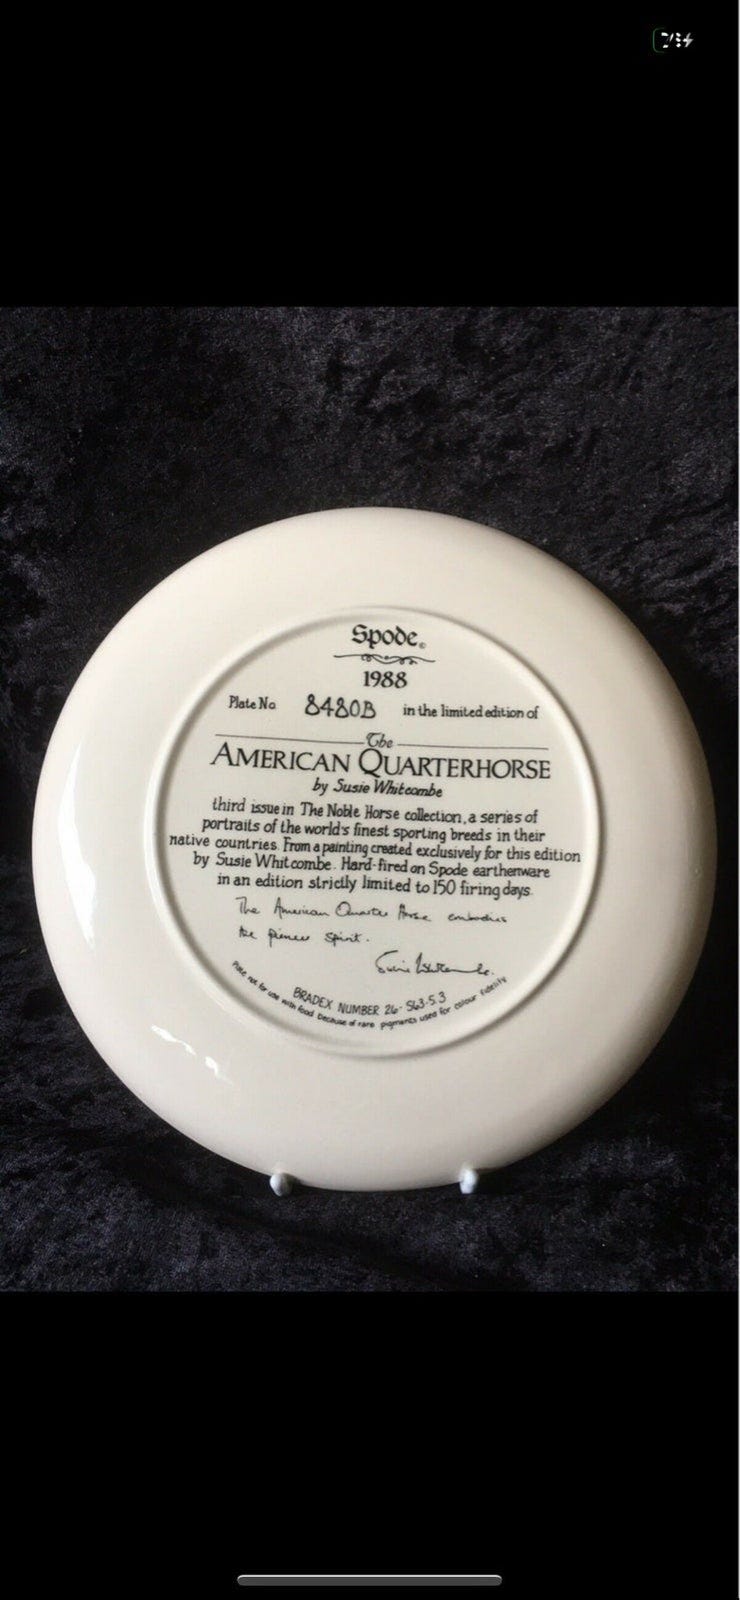 Spode®
1988
Plate No 8480B in the limited edition of
The
AMERICAN QUARTERHORSE
by Susie Whitcombe
third issue in The Noble Horse collection, a series of
portraits of the world's finest sporting breeds in their
native countries. From a painting created exclusively for this edition
by Susie Whitcombe. Hard-fired on Spode earthenware
in an edition strictly limited to 150 firing days.
The American Quarter Horse embodies
the pioneer spirit.
Susie Whitcombe.
BRADEX NUMBER 26-S63-5.3
Plate not for use with food because of rare pigments used for colour fidelity